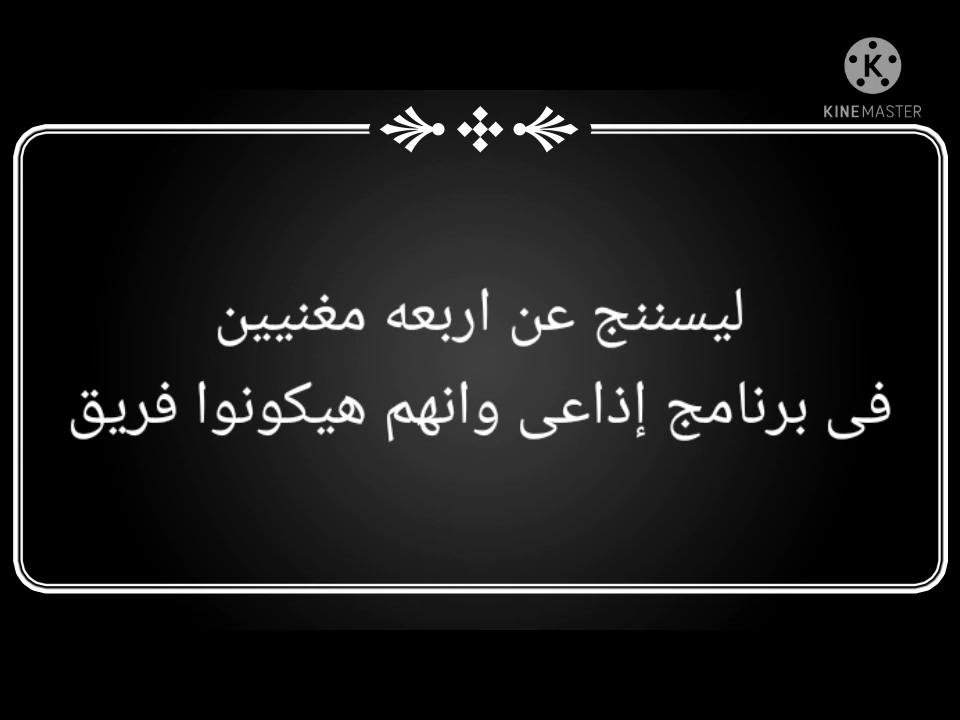 KINEMASTER
ليسننج عن اربعه مغنيين
فى برنامج إذاعى وانهم هيكونوا فريق